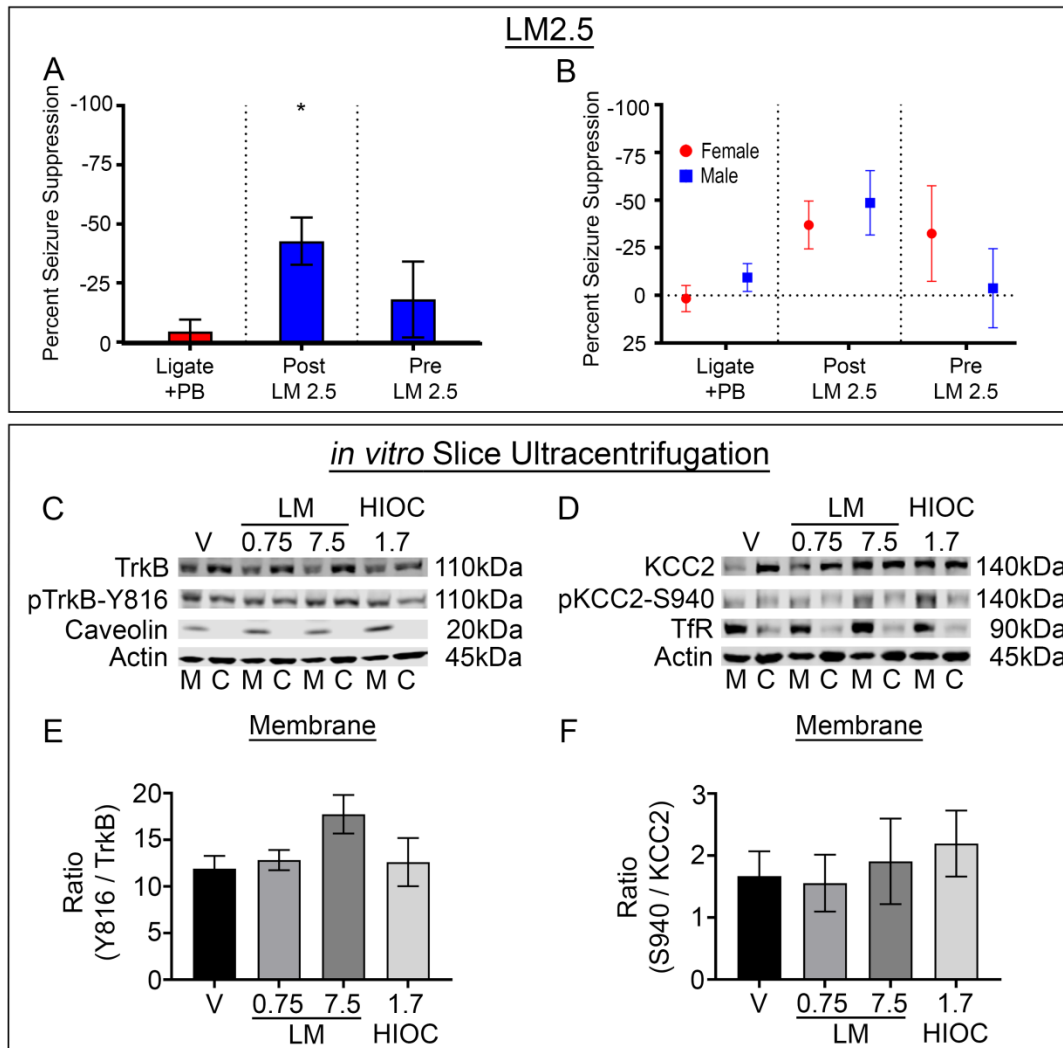 LM2.5
A
Percent Seizure Suppression
-100
-75
-50
-25
0
*
Ligate
+PB
Post
LM 2.5
Pre
LM 2.5
B
Percent Seizure Suppression
-100
-75
-50
-25
0
25
Female
Male
Ligate
+PB
Post
LM 2.5
Pre
LM 2.5
in vitro Slice Ultracentrifugation
C
LM HIOC
V 0.75 7.5 1.7
TrkB 110kDa
pTrkB-Y816 110kDa
Caveolin 20kDa
Actin 45kDa
M C M C M C M C
D
LM HIOC
V 0.75 7.5 1.7
KCC2 140kDa
pKCC2-S940 140kDa
TfR 90kDa
Actin 45kDa
M C M C M C M C
E
Membrane
Ratio
(Y816 / TrkB)
20
15
10
5
0
V 0.75 7.5 1.7
LM HIOC
F
Membrane
Ratio
(S940 / KCC2)
3
2
1
0
V 0.75 7.5 1.7
LM HIOC